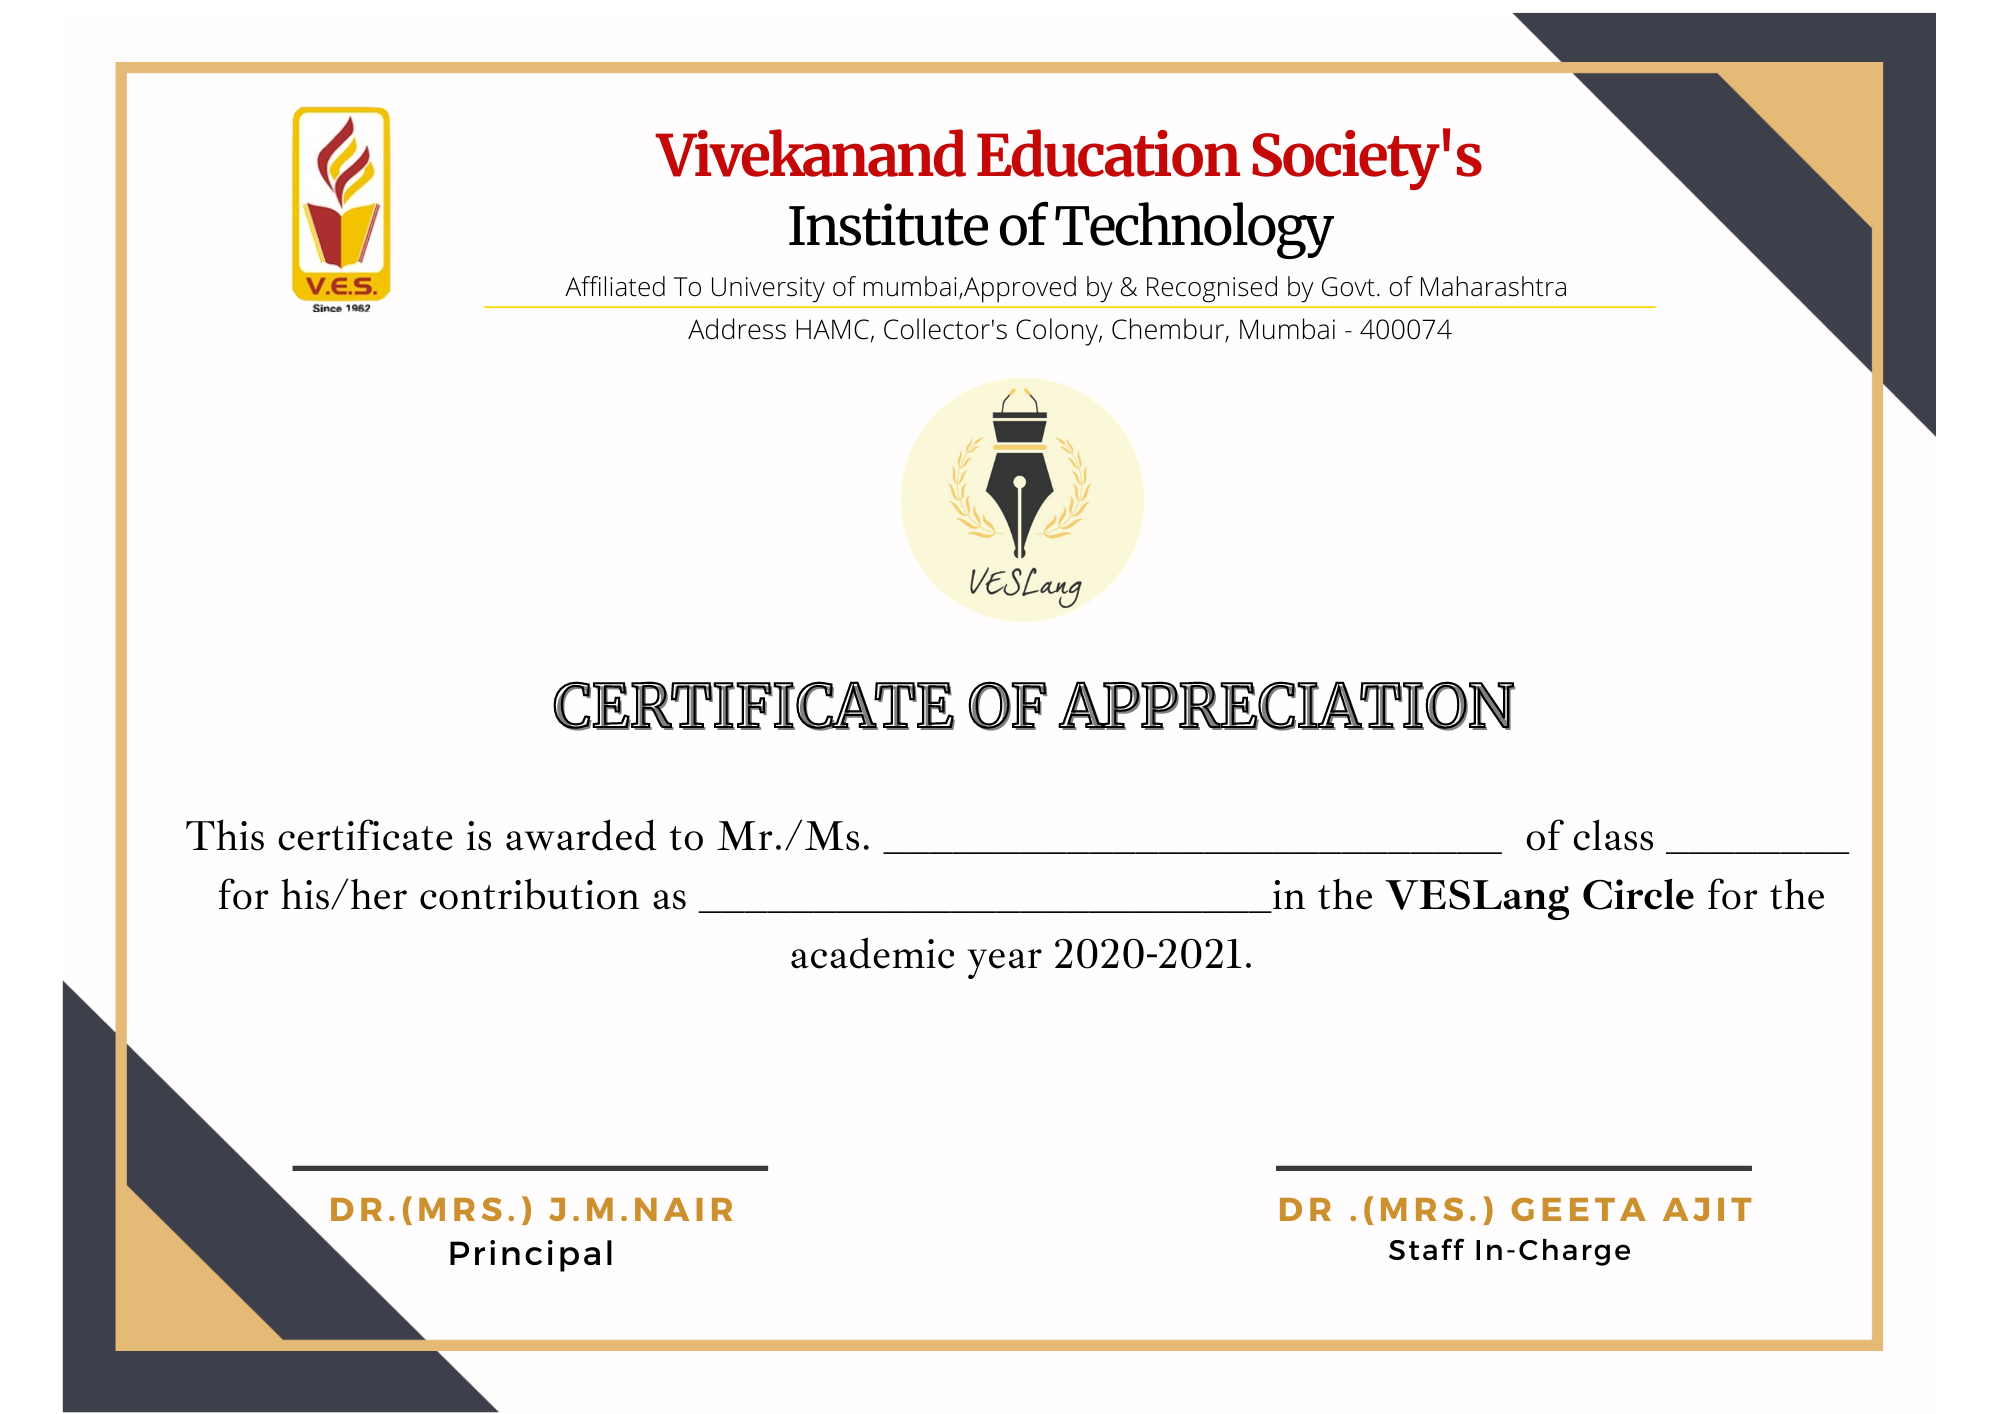 Vivekanand Education Society's
Institute of Technology
Affiliated To University of mumbai,Approved by & Recognised by Govt. of Maharashtra
Address HAMC, Collector's Colony, Chembur, Mumbai - 400074
V.E.S.
Since 1962
VESLang
CERTIFICATE OF APPRECIATION
This certificate is awarded to Mr./Ms. ___________________________ of class ________
for his/her contribution as _________________________in the VESLang Circle for the
academic year 2020-2021.
DR.(MRS.) J.M.NAIR
Principal
DR .(MRS.) GEETA AJIT
Staff In-Charge